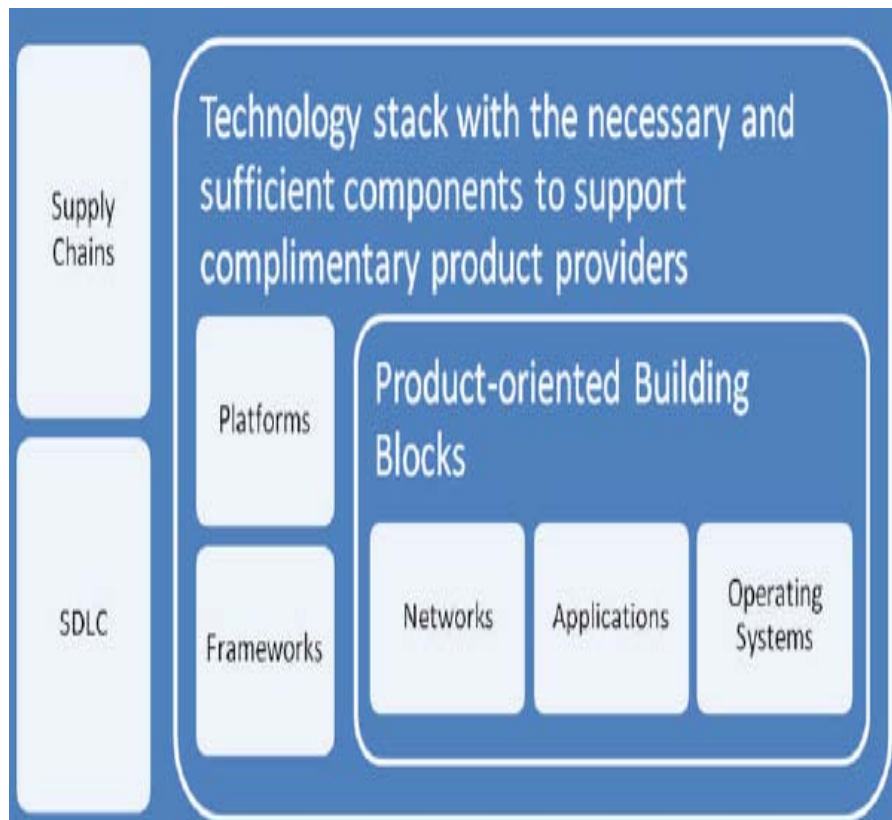 Supply
Chains
SDLC
Technology stack with the necessary and
sufficient components to support
complimentary product providers
Platforms
Frameworks
Product-oriented Building
Blocks
Networks
Applications
Operating
Systems